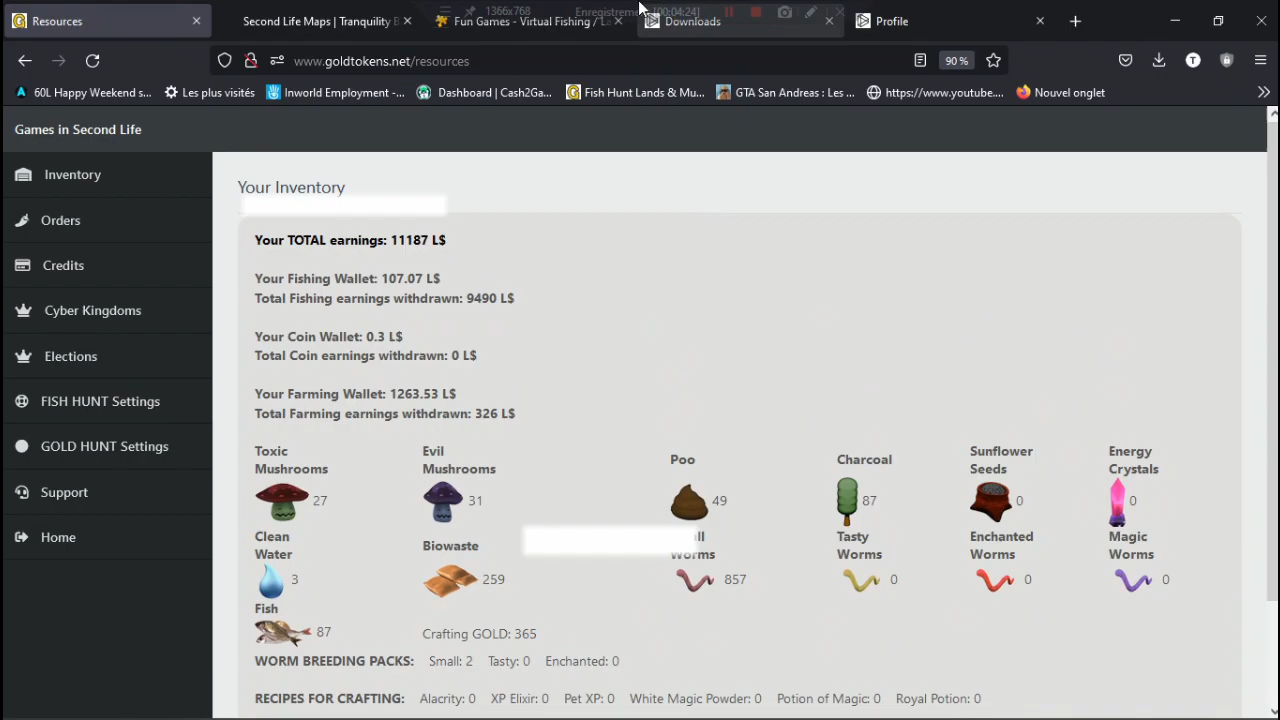 1366x768
Enregistreme
[00:04:24]
Resources
Second Life Maps | Tranquility B
Fun Games - Virtual Fishing / La
Downloads
Profile
www.goldtokens.net/resources
90 %
60L Happy Weekend s...
Les plus visités
Inworld Employment -...
Dashboard | Cash2Ga...
Fish Hunt Lands & Mu...
GTA San Andreas : Les ...
https://www.youtube....
Nouvel onglet
Games in Second Life
Inventory
Orders
Credits
Cyber Kingdoms
Elections
FISH HUNT Settings
GOLD HUNT Settings
Support
Home
Your Inventory
Your TOTAL earnings: 11187 L$
Your Fishing Wallet: 107.07 L$
Total Fishing earnings withdrawn: 9490 L$
Your Coin Wallet: 0.3 L$
Total Coin earnings withdrawn: 0 L$
Your Farming Wallet: 1263.53 L$
Total Farming earnings withdrawn: 326 L$
Toxic Mushrooms
27
Evil Mushrooms
31
Poo
49
Charcoal
87
Sunflower Seeds
0
Energy Crystals
0
Clean Water
3
Biowaste
259
ll Worms
857
Tasty Worms
0
Enchanted Worms
0
Magic Worms
0
Fish
87
Crafting GOLD: 365
WORM BREEDING PACKS: Small: 2 Tasty: 0 Enchanted: 0
RECIPES FOR CRAFTING: Alacrity: 0 XP Elixir: 0 Pet XP: 0 White Magic Powder: 0 Potion of Magic: 0 Royal Potion: 0